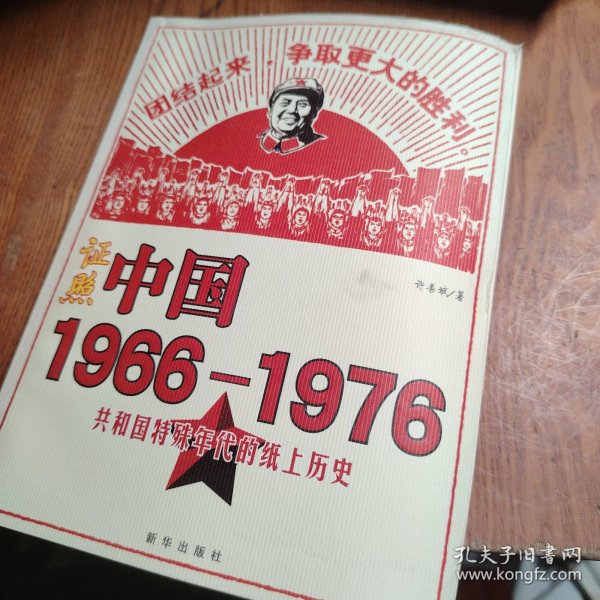 团结起来，争取更大的胜利。
证照
中国
许善斌/著
1966-1976
共和国特殊年代的纸上历史
新华出版社
孔夫子旧书网
www.kongfz.com